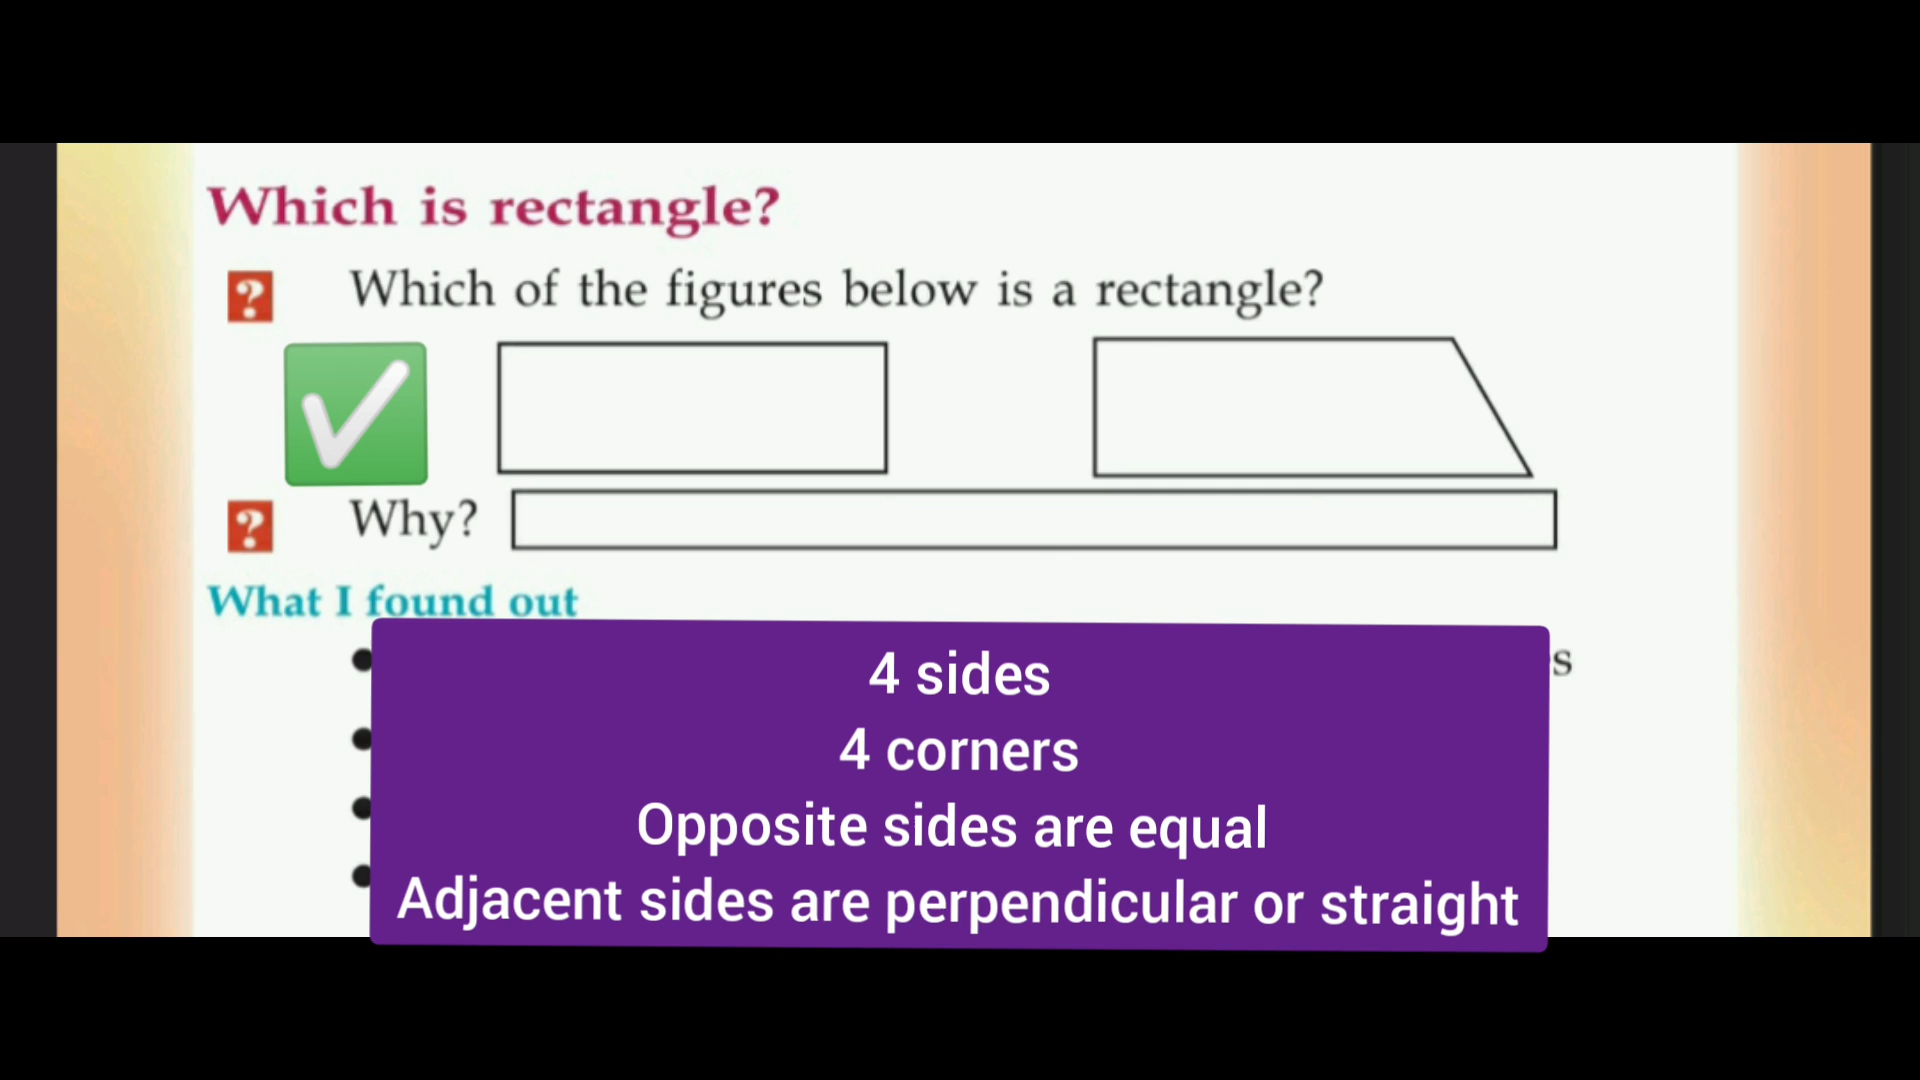 Which is rectangle?
? Which of the figures below is a rectangle?
? Why?
What I found out
s
4 sides
4 corners
Opposite sides are equal
Adjacent sides are perpendicular or straight